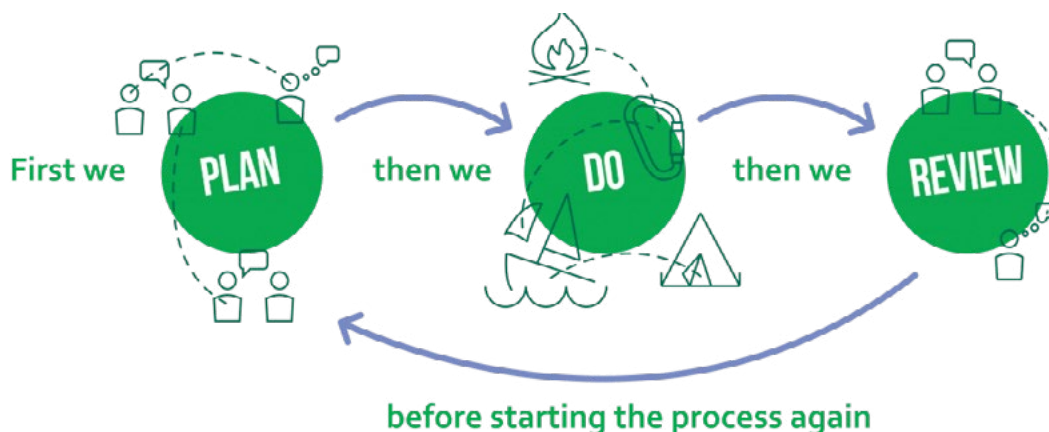 First we
PLAN
then we
DO
then we
REVIEW
before starting the process again